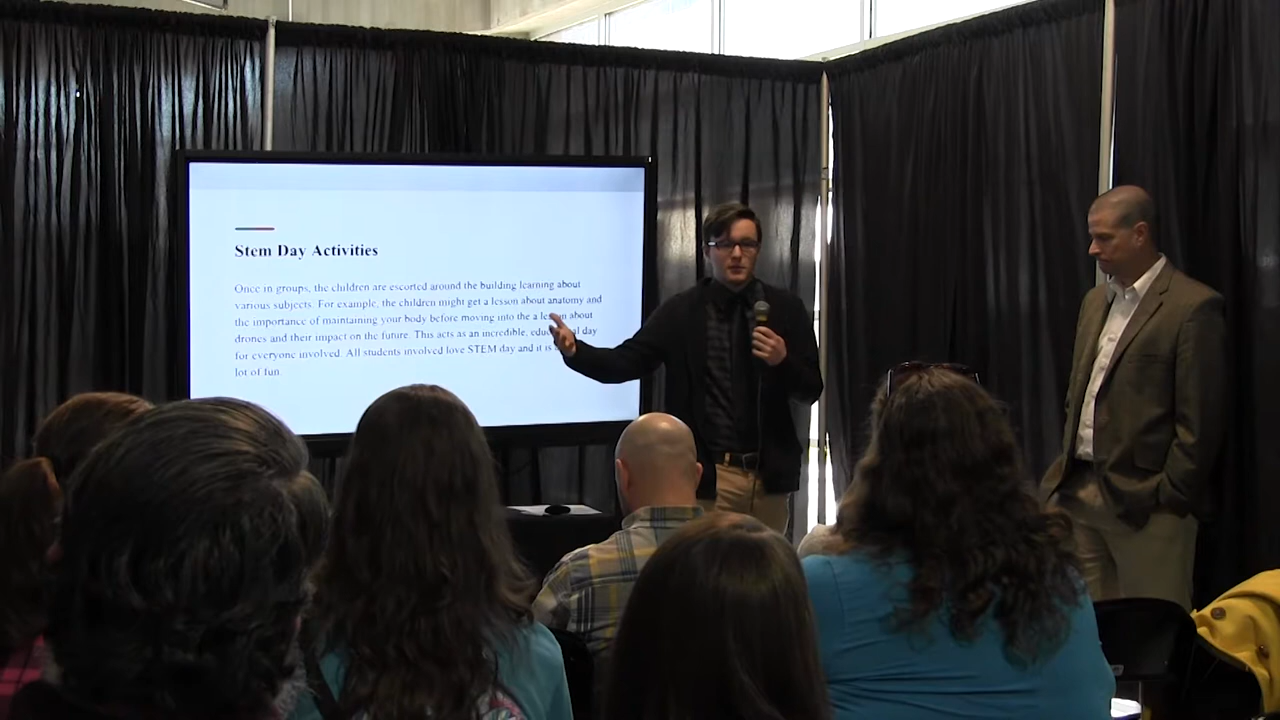 Stem Day Activities
Once in groups, the children are escorted around the building learning about
various subjects. For example, the children might get a lesson about anatomy and
the importance of maintaining your body before moving into the a lesson about
drones and their impact on the future. This acts as an incredible, educational day
for everyone involved. All students involved love STEM day and it is
lot of fun.